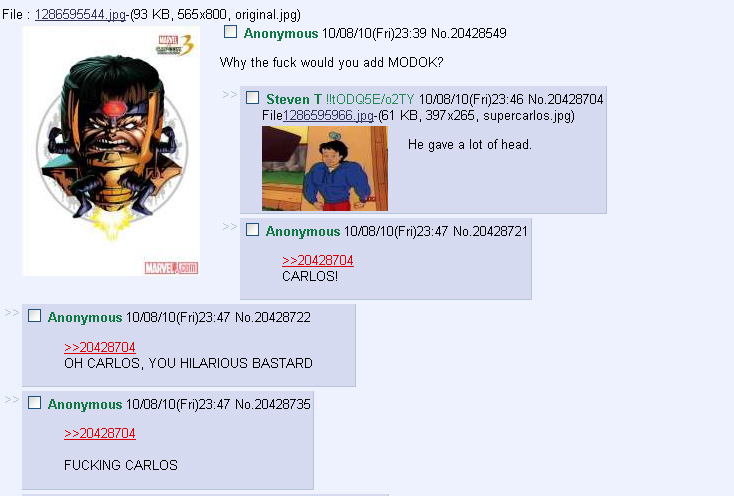 File : 1286595544.jpg-(93 KB, 565x800, original.jpg)
MARVEL
CAPCOM
3
MARVEL.com
Anonymous 10/08/10(Fri)23:39 No.20428549
Why the fuck would you add MODOK?
>> Steven T !!tODQ5E/o2TY 10/08/10(Fri)23:46 No.20428704
File1286595966.jpg-(61 KB, 397x265, supercarlos.jpg)
He gave a lot of head.
>> Anonymous 10/08/10(Fri)23:47 No.20428721
>>20428704
CARLOS!
>> Anonymous 10/08/10(Fri)23:47 No.20428722
>>20428704
OH CARLOS, YOU HILARIOUS BASTARD
>> Anonymous 10/08/10(Fri)23:47 No.20428735
>>20428704
FUCKING CARLOS